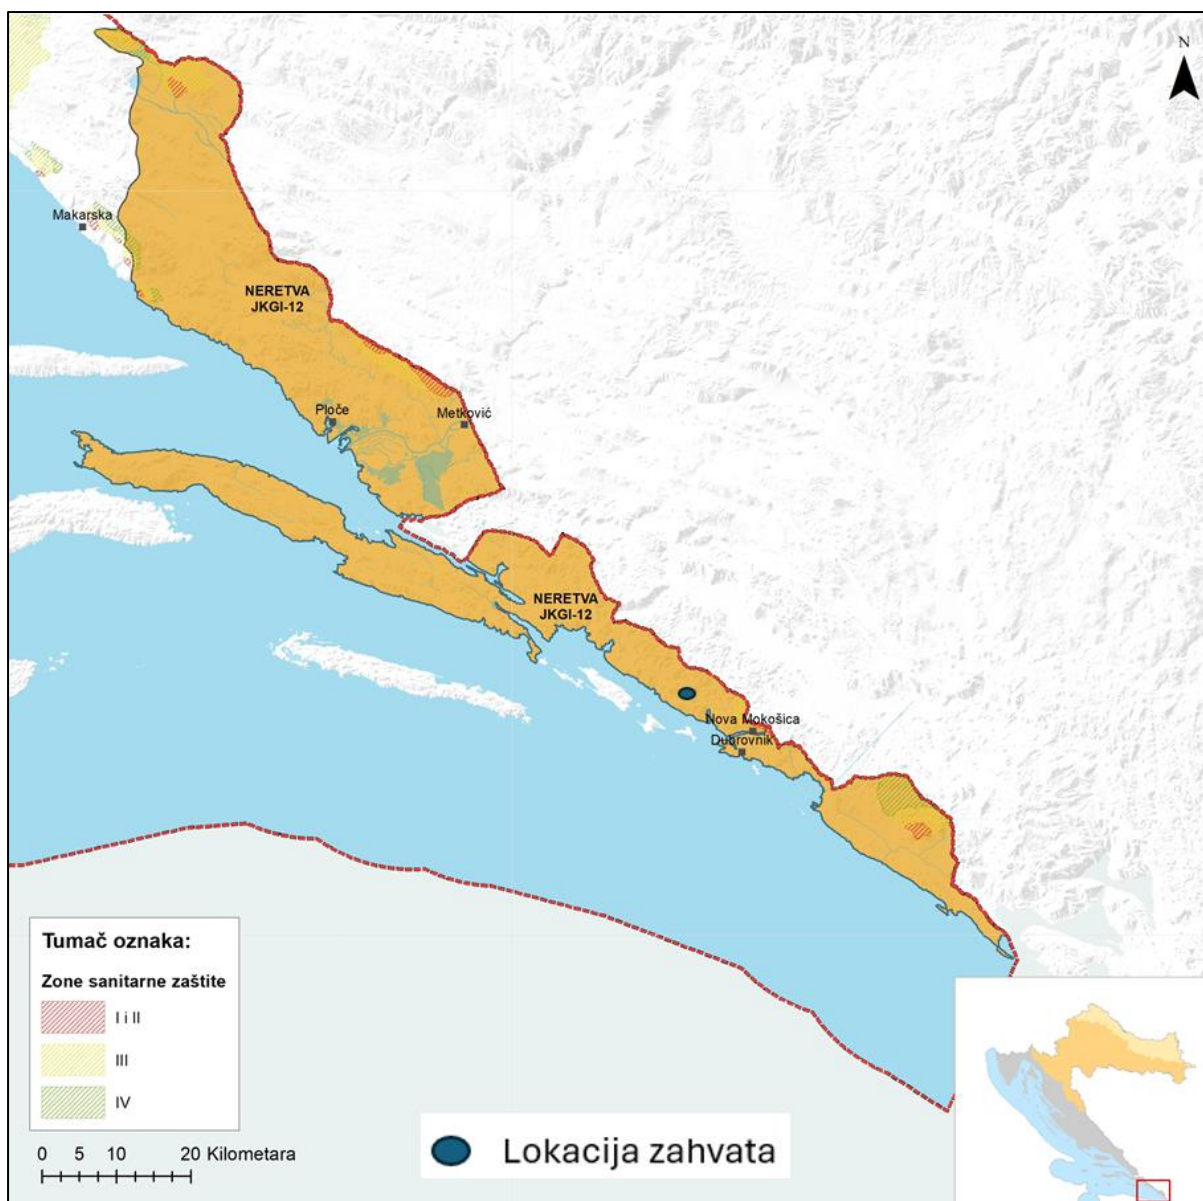 N
Makarska
NERETVA
JKGI-12
Ploče
Metković
NERETVA
JKGI-12
Nova Mokošica
Dubrovnik
Tumač oznaka:
Zone sanitarne zaštite
I i II
III
IV
0 5 10 20 Kilometara
Lokacija zahvata